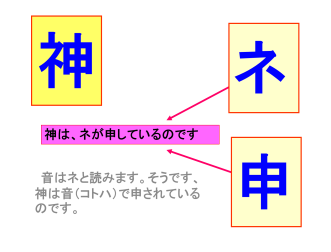 神
ネ
神は、ネが申しているのです
申
音はネと読みます。そうです、
神は音(コトハ)で申されている
のです。